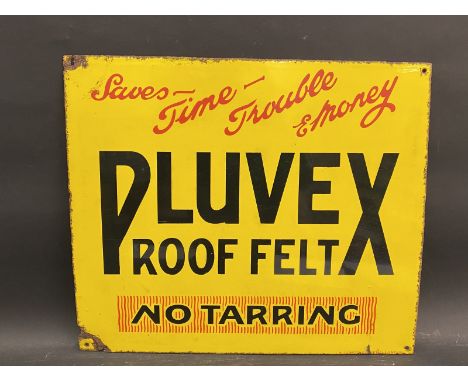 Saves - Time - Trouble & Money
PLUVEX
ROOF FELT
NO TARRING